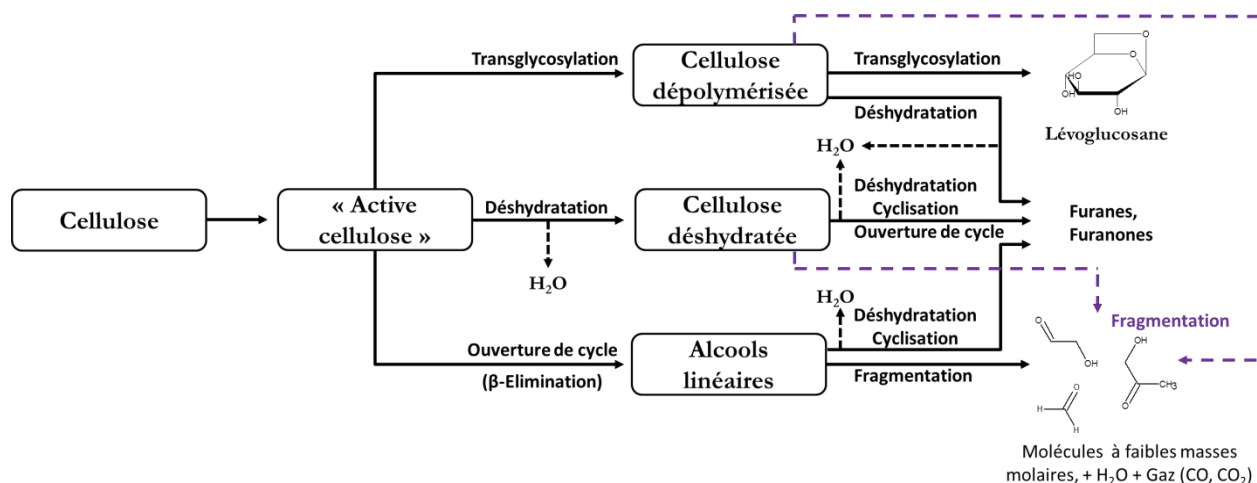 Transglycosylation
Cellulose
dépolymérisée
Transglycosylation
Déshydratation
HO
HO
OH
OH
O
O
Lévoglucosane
H₂O
Cellulose
« Active
cellulose »
Déshydratation
H₂O
Cellulose
déshydratée
Déshydratation
Cyclisation
Ouverture de cycle
Furanes,
Furanones
Ouverture de cycle
(β-Elimination)
Alcools
linéaires
H₂O
Déshydratation
Cyclisation
Fragmentation
Fragmentation
O
OH
OH
O
CH₃
O
H
H
Molécules à faibles masses
molaires, + H₂O + Gaz (CO, CO₂)